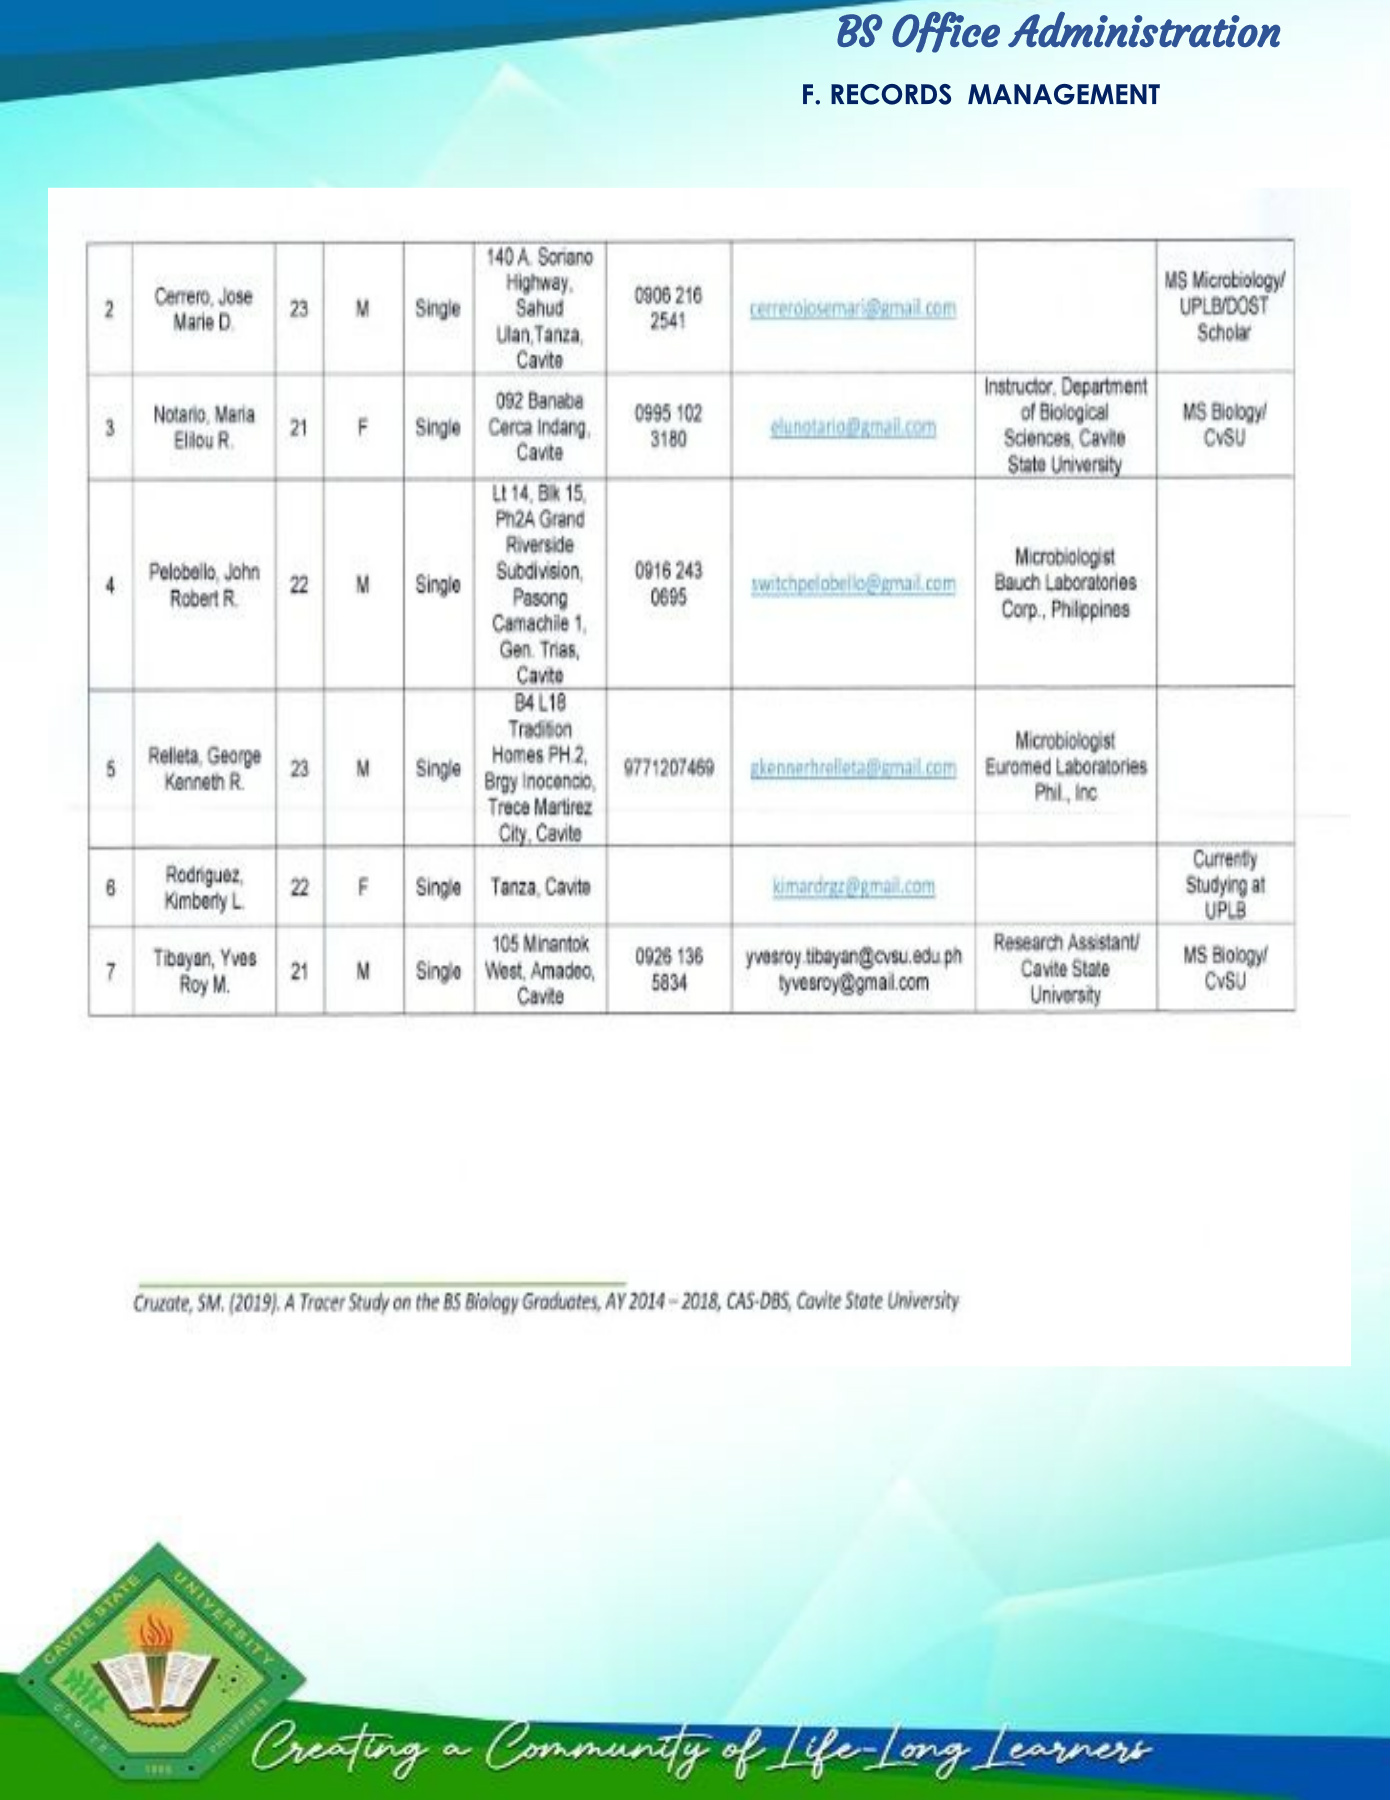 BS Office Administration
F. RECORDS MANAGEMENT
2
Cerrero, Jose
Marie D.
23
M
Single
140 A. Soriano
Highway,
Sahud
Ulan,Tanza,
Cavite
0906 216
2541
cerrerojosemari@gmail.com
MS Microbiology/
UPLB/DOST
Scholar
3
Notario, Maria
Elilou R.
21
F
Single
092 Banaba
Cerca Indang,
Cavite
0995 102
3180
elunotario@gmail.com
Instructor, Department
of Biological
Sciences, Cavite
State University
MS Biology/
CvSU
4
Pelobello, John
Robert R.
22
M
Single
Lt 14, Blk 15,
Ph2A Grand
Riverside
Subdivision,
Pasong
Camachile 1,
Gen. Trias,
Cavite
0916 243
0695
switchpelobello@gmail.com
Microbiologist
Bauch Laboratories
Corp., Philippines
5
Relleta, George
Kenneth R.
23
M
Single
B4 L18
Tradition
Homes PH.2,
Brgy Inocencio,
Trece Martirez
City, Cavite
9771207469
gkennerhrelleta@gmail.com
Microbiologist
Euromed Laboratories
Phil., Inc
6
Rodriguez,
Kimberly L.
22
F
Single
Tanza, Cavite
kimardrgz@gmail.com
Currently
Studying at
UPLB
7
Tibayan, Yves
Roy M.
21
M
Single
105 Minantok
West, Amadeo,
Cavite
0926 136
5834
yvesroy.tibayan@cvsu.edu.ph
tyvesroy@gmail.com
Research Assistant/
Cavite State
University
MS Biology/
CvSU
Cruzate, SM. (2019). A Tracer Study on the BS Biology Graduates, AY 2014 – 2018, CAS-DBS, Cavite State University
CAVITE STATE UNIVERSITY
CAVITE PHILIPPINES
1906
Creating a Community of Life-Long Learners